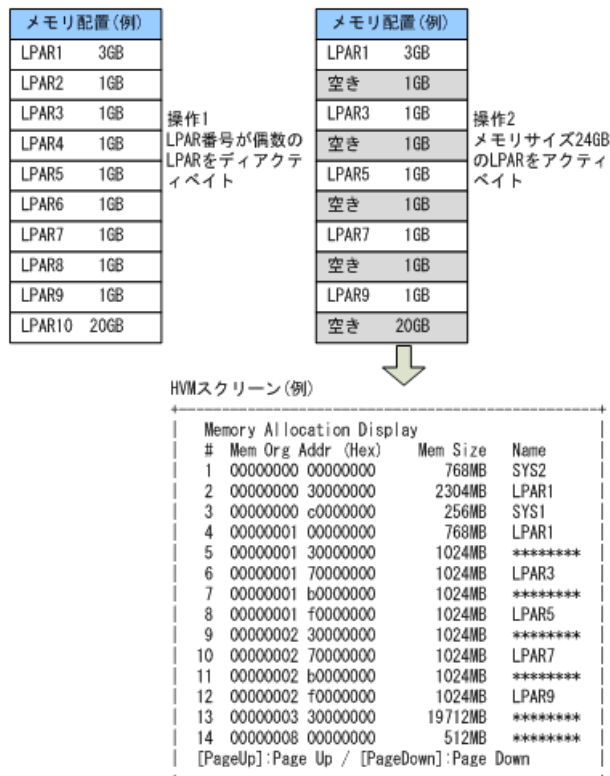 メモリ配置(例)
LPAR1 3GB
LPAR2 1GB
LPAR3 1GB
LPAR4 1GB
LPAR5 1GB
LPAR6 1GB
LPAR7 1GB
LPAR8 1GB
LPAR9 1GB
LPAR10 20GB
操作1
LPAR番号が偶数の
LPARをディアクテ
ィベイト
メモリ配置(例)
LPAR1 3GB
空き 1GB
LPAR3 1GB
空き 1GB
LPAR5 1GB
空き 1GB
LPAR7 1GB
空き 1GB
LPAR9 1GB
空き 20GB
操作2
メモリサイズ24GB
のLPARをアクティ
ベイト
HVMスクリーン(例)
Memory Allocation Display
# Mem Org Addr (Hex) Mem Size Name
1 00000000 00000000 768MB SYS2
2 00000000 30000000 2304MB LPAR1
3 00000000 c0000000 256MB SYS1
4 00000001 00000000 768MB LPAR1
5 00000001 30000000 1024MB ********
6 00000001 70000000 1024MB LPAR3
7 00000001 b0000000 1024MB ********
8 00000001 f0000000 1024MB LPAR5
9 00000002 30000000 1024MB ********
10 00000002 70000000 1024MB LPAR7
11 00000002 b0000000 1024MB ********
12 00000002 f0000000 1024MB LPAR9
13 00000003 30000000 19712MB ********
14 00000008 00000000 512MB ********
[PageUp]:Page Up / [PageDown]:Page Down